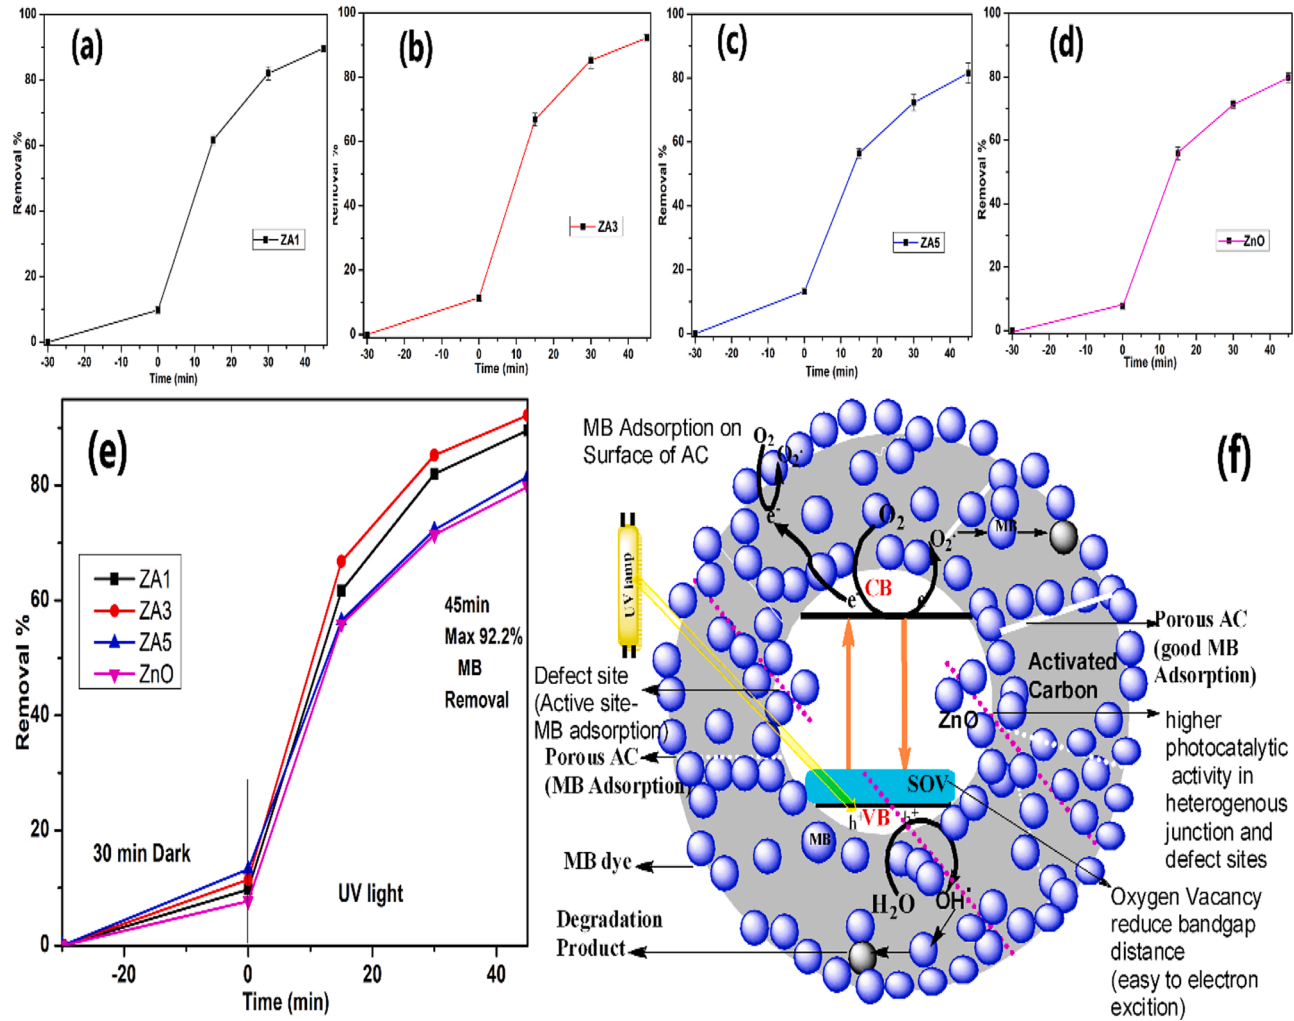 (a)
Removal %
100
80
60
40
20
0
ZA1
-30 -20 -10 0 10 20 30 40
Time (min)
(b)
Removal %
100
80
60
40
20
0
ZA3
-30 -20 -10 0 10 20 30 40
Time (min)
(c)
Removal %
100
80
60
40
20
0
ZA5
-30 -20 -10 0 10 20 30 40
Time (min)
(d)
Removal %
100
80
60
40
20
0
ZnO
-30 -20 -10 0 10 20 30 40
Time (min)
(e)
Removal %
80
60
40
20
0
ZA1
ZA3
ZA5
ZnO
45min
Max 92.2%
MB
Removal
30 min Dark
UV light
-20 0 20 40
Time (min)
(f)
MB Adsorption on
Surface of AC
O2
O2·
e-
O2
O2·
MB
UV lamp
CB
e-
e
Defect site
(Active site-
MB adsorption)
Porous AC
(MB Adsorption)
Porous AC
(good MB
Adsorption)
Activated
Carbon
ZnO
higher
photocatalytic
activity in
heterogenous
junction and
defect sites
SOV
VB
h+
h+
MB
MB dye
H2O
OH·
Degradation
Product
Oxygen Vacancy
reduce bandgap
distance
(easy to electron
excition)